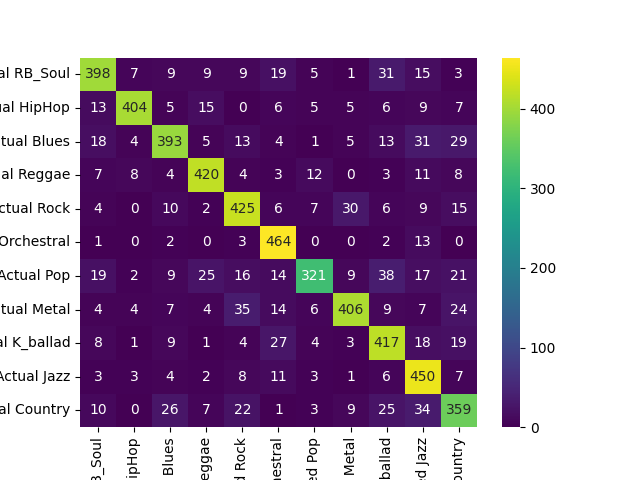 al RB_Soul 398 7 9 9 9 19 5 1 31 15 3
ual HipHop 13 404 5 15 0 6 5 5 6 9 7
ctual Blues 18 4 393 5 13 4 1 5 13 31 29
al Reggae 7 8 4 420 4 3 12 0 3 11 8
ctual Rock 4 0 10 2 425 6 7 30 6 9 15
Orchestral 1 0 2 0 3 464 0 0 2 13 0
Actual Pop 19 2 9 25 16 14 321 9 38 17 21
tual Metal 4 4 7 4 35 14 6 406 9 7 24
al K_ballad 8 1 9 1 4 27 4 3 417 18 19
Actual Jazz 3 3 4 2 8 11 3 1 6 450 7
al Country 10 0 26 7 22 1 3 9 25 34 359
B_Soul
HipHop
Blues
eggae
d Rock
hestral
ed Pop
Metal
ballad
ed Jazz
ountry
400
300
200
100
0